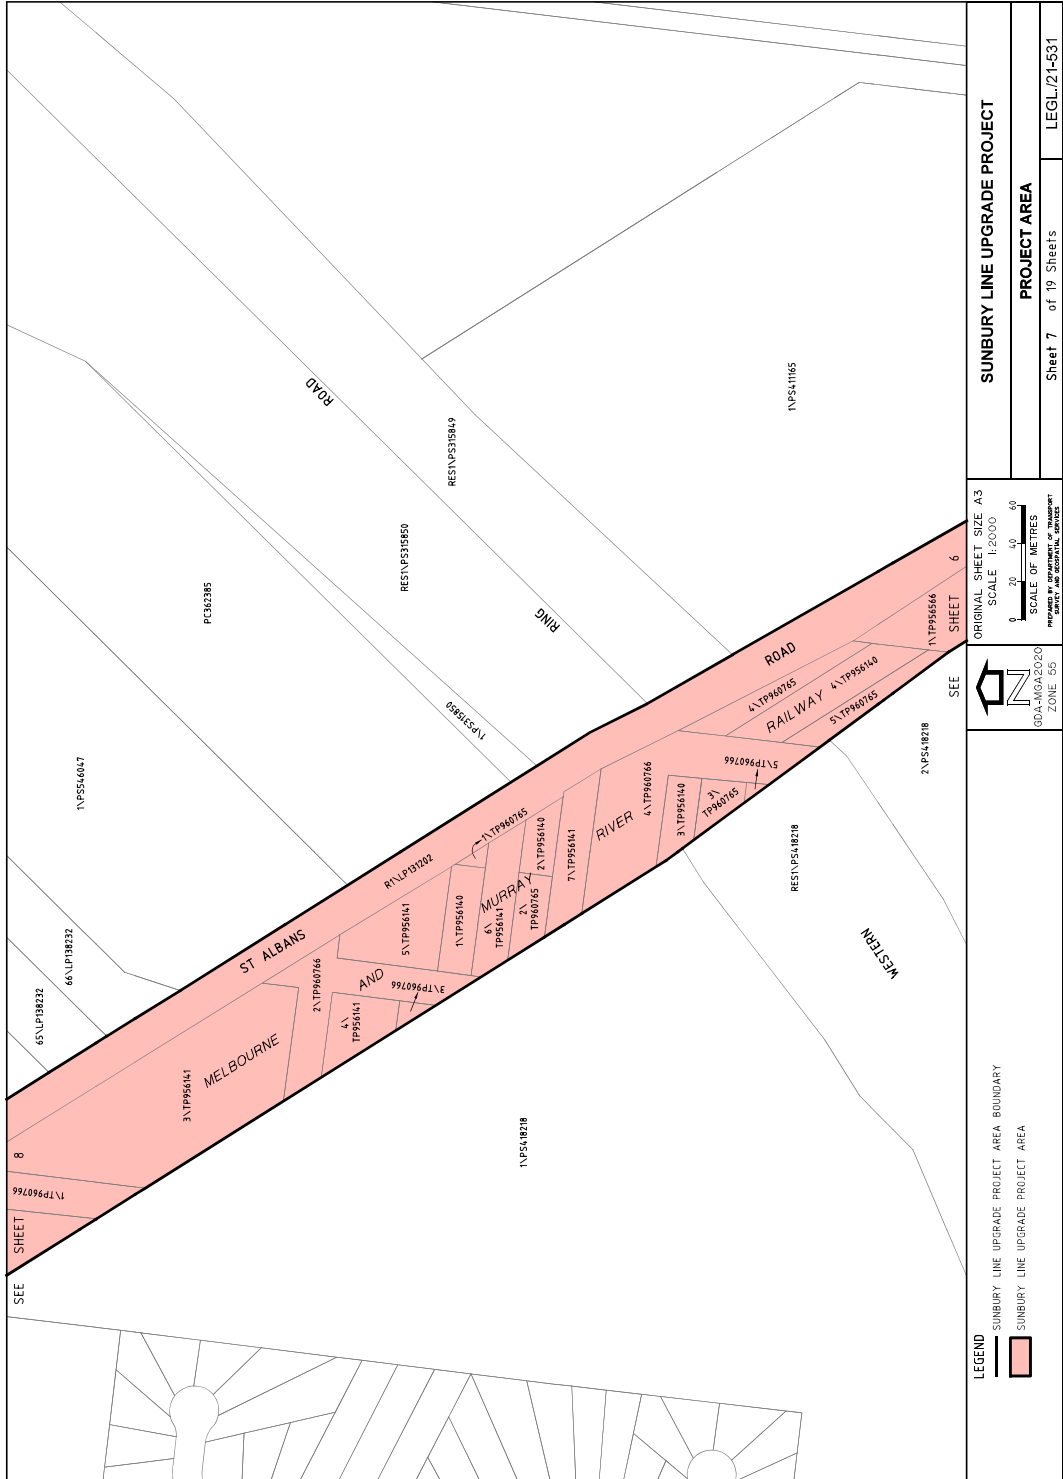 SEE SHEET 8
1\TP960766
65\LP138232
66\LP138232
1\PS546047
PC362385
ROAD
RES1\PS315849
RES1\PS315850
RING
1\PS315850
1\PS411165
ST ALBANS
ROAD
R1\LP131202
3\TP956141
MELBOURNE
AND
MURRAY
RIVER
RAILWAY
2\TP960766
4\
TP956141
3\TP960766
5\TP956141
1\TP956140
6\
TP956141
1\TP960765
2\
TP960765
2\TP956140
7\TP956141
4\TP960766
3\TP956140
3\
TP960765
5\TP960766
4\TP960765
4\TP956140
5\TP960765
1\TP956566
SEE SHEET 6
2\PS418218
RES1\PS418218
WESTERN
1\PS418218
LEGEND
SUNBURY LINE UPGRADE PROJECT AREA BOUNDARY
SUNBURY LINE UPGRADE PROJECT AREA
N
GDA-MGA2020
ZONE 55
ORIGINAL SHEET SIZE A3
SCALE 1:2000
0 20 40 60
SCALE OF METRES
PREPARED BY DEPARTMENT OF TRANSPORT
SURVEY AND GEOSPATIAL SERVICES
SUNBURY LINE UPGRADE PROJECT
PROJECT AREA
Sheet 7 of 19 Sheets
LEGL./21-531